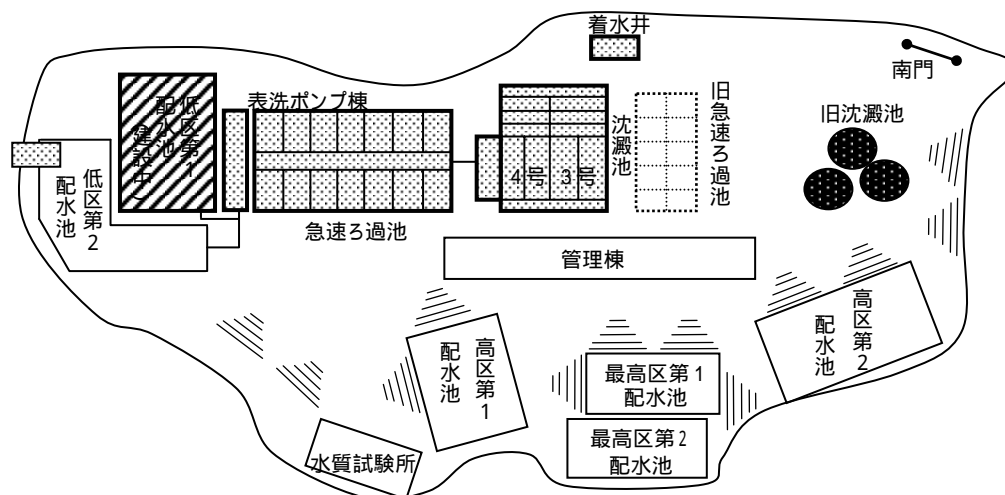 着水井
南門
表洗ポンプ棟
低区第1
配水池
(建設中)
旧急速ろ過池
旧沈澱池
沈澱池
4号
3号
低区第2
配水池
急速ろ過池
管理棟
高区第2
配水池
高区第1
配水池
最高区第1
配水池
最高区第2
配水池
水質試験所